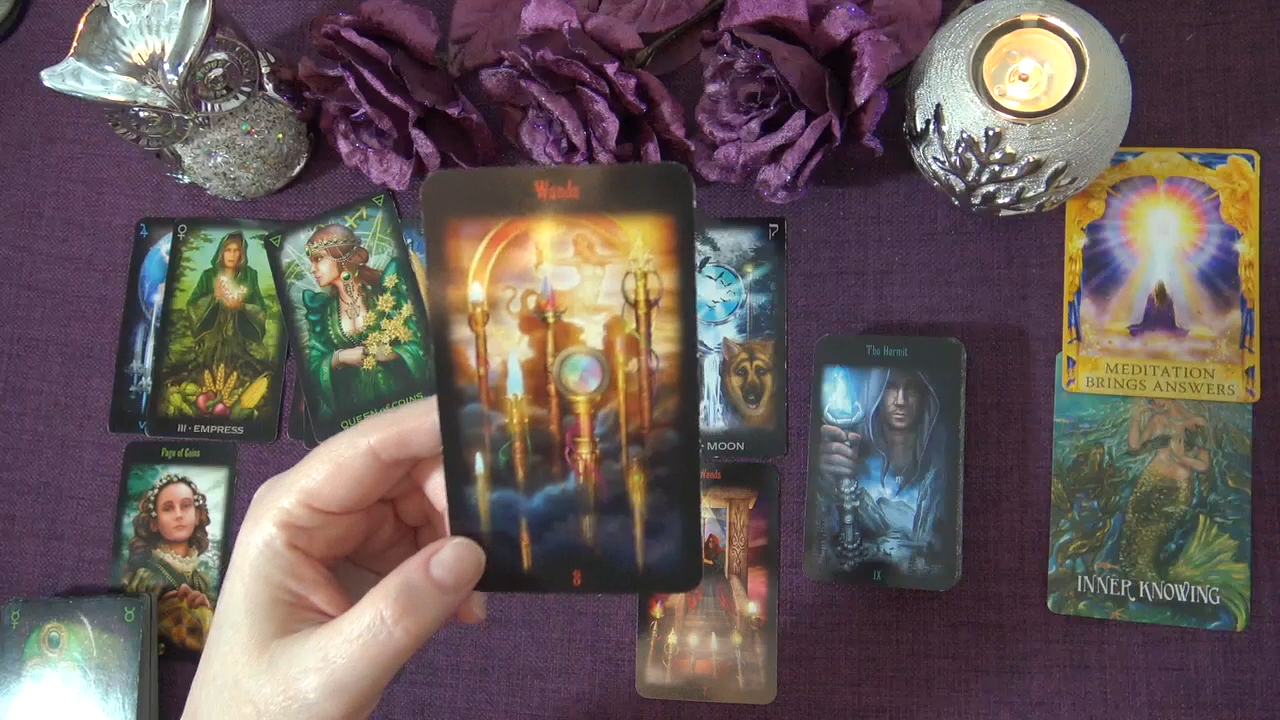 Wands
8
III · EMPRESS
QUEEN of COINS
MOON
Page of Coins
Wands
The Hermit
IX
MEDITATION
BRINGS ANSWERS
INNER KNOWING